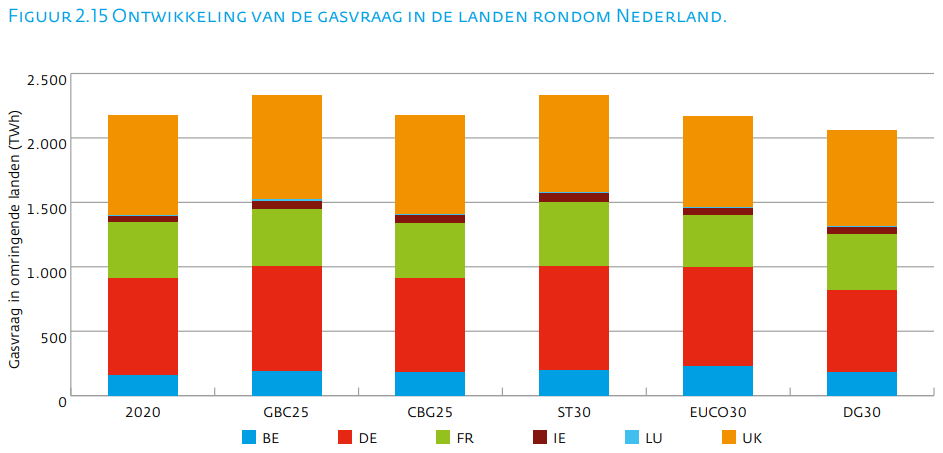 Figuur 2.15 Ontwikkeling van de gasvraag in de landen rondom Nederland.
Gasvraag in omringende landen (TWh)
2.500
2.000
1.500
1.000
500
0
2020 GBC25 CBG25 ST30 EUCO30 DG30
BE DE FR IE LU UK